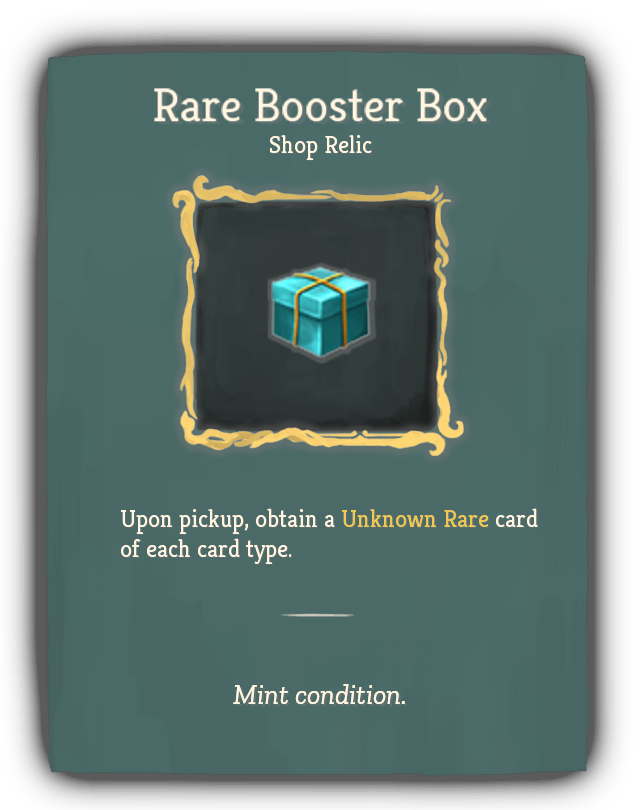 Rare Booster Box
Shop Relic
Upon pickup, obtain a Unknown Rare card
of each card type.
Mint condition.